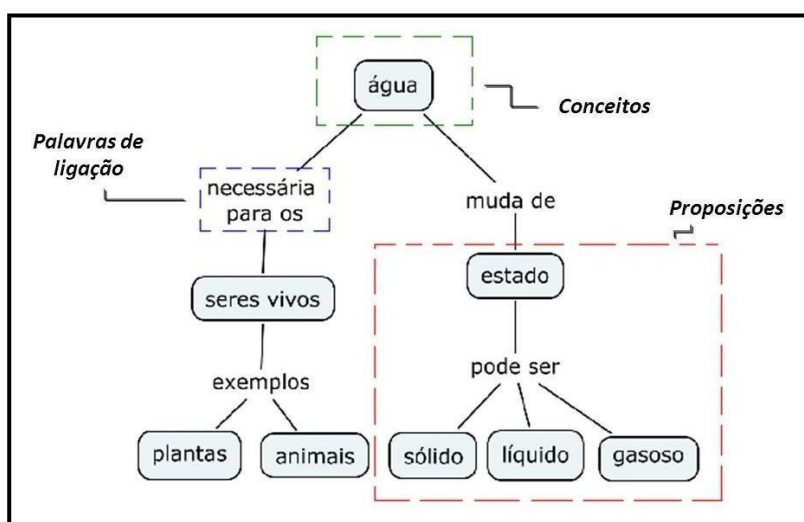 água
Conceitos
Palavras de
ligação
necessária
para os
muda de
Proposições
seres vivos
estado
exemplos
pode ser
plantas
animais
sólido
líquido
gasoso